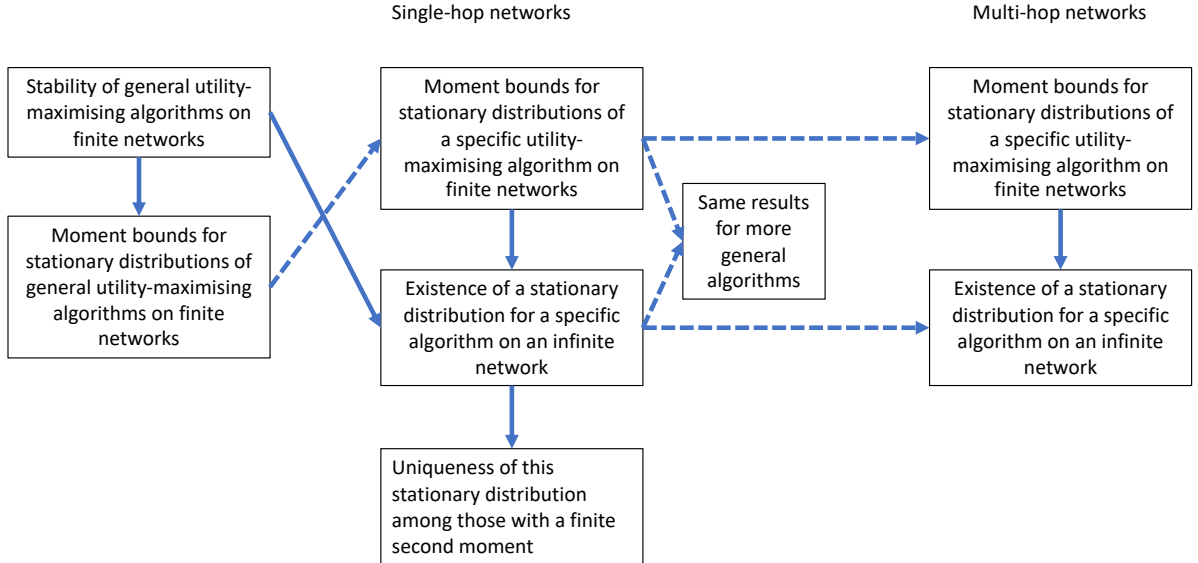 Single-hop networks
Multi-hop networks
Stability of general utility-
maximising algorithms on
finite networks
Moment bounds for
stationary distributions of
general utility-maximising
algorithms on finite
networks
Moment bounds for
stationary distributions of
a specific utility-
maximising algorithm on
finite networks
Existence of a stationary
distribution for a specific
algorithm on an infinite
network
Uniqueness of this
stationary distribution
among those with a finite
second moment
Same results
for more
general
algorithms
Moment bounds for
stationary distributions of
a specific utility-
maximising algorithm on
finite networks
Existence of a stationary
distribution for a specific
algorithm on an infinite
network